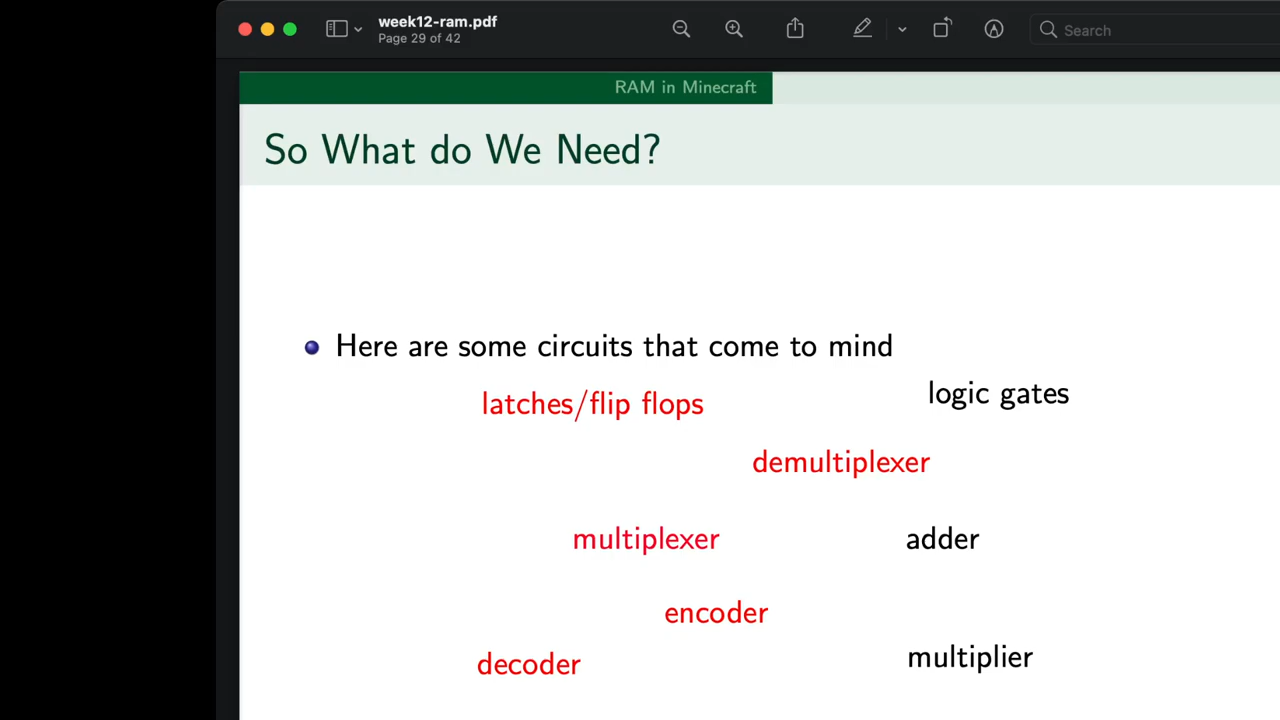 week12-ram.pdf
Page 29 of 42
Search
RAM in Minecraft
So What do We Need?
Here are some circuits that come to mind
latches/flip flops
logic gates
demultiplexer
multiplexer
adder
encoder
decoder
multiplier